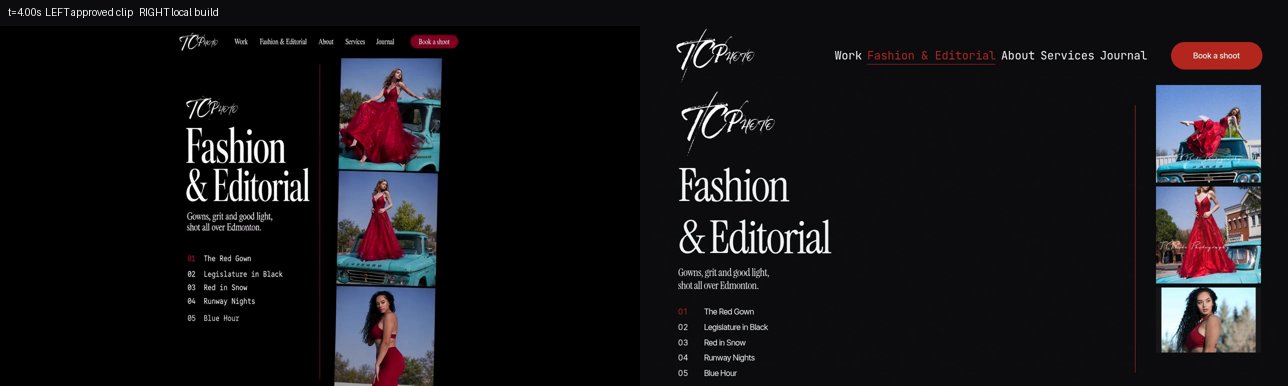 t=4.00s LEFT approved clip RIGHT local build
TCPhoto
Work Fashion & Editorial About Services Journal Book a shoot
TCPhoto
Fashion
& Editorial
Gowns, grit and good light,
shot all over Edmonton.
01 The Red Gown
02 Legislature in Black
03 Red in Snow
04 Runway Nights
05 Blue Hour
TCPhoto
Work Fashion & Editorial About Services Journal Book a shoot
TCPhoto
Fashion
& Editorial
Gowns, grit and good light,
shot all over Edmonton.
01 The Red Gown
02 Legislature in Black
03 Red in Snow
04 Runway Nights
05 Blue Hour